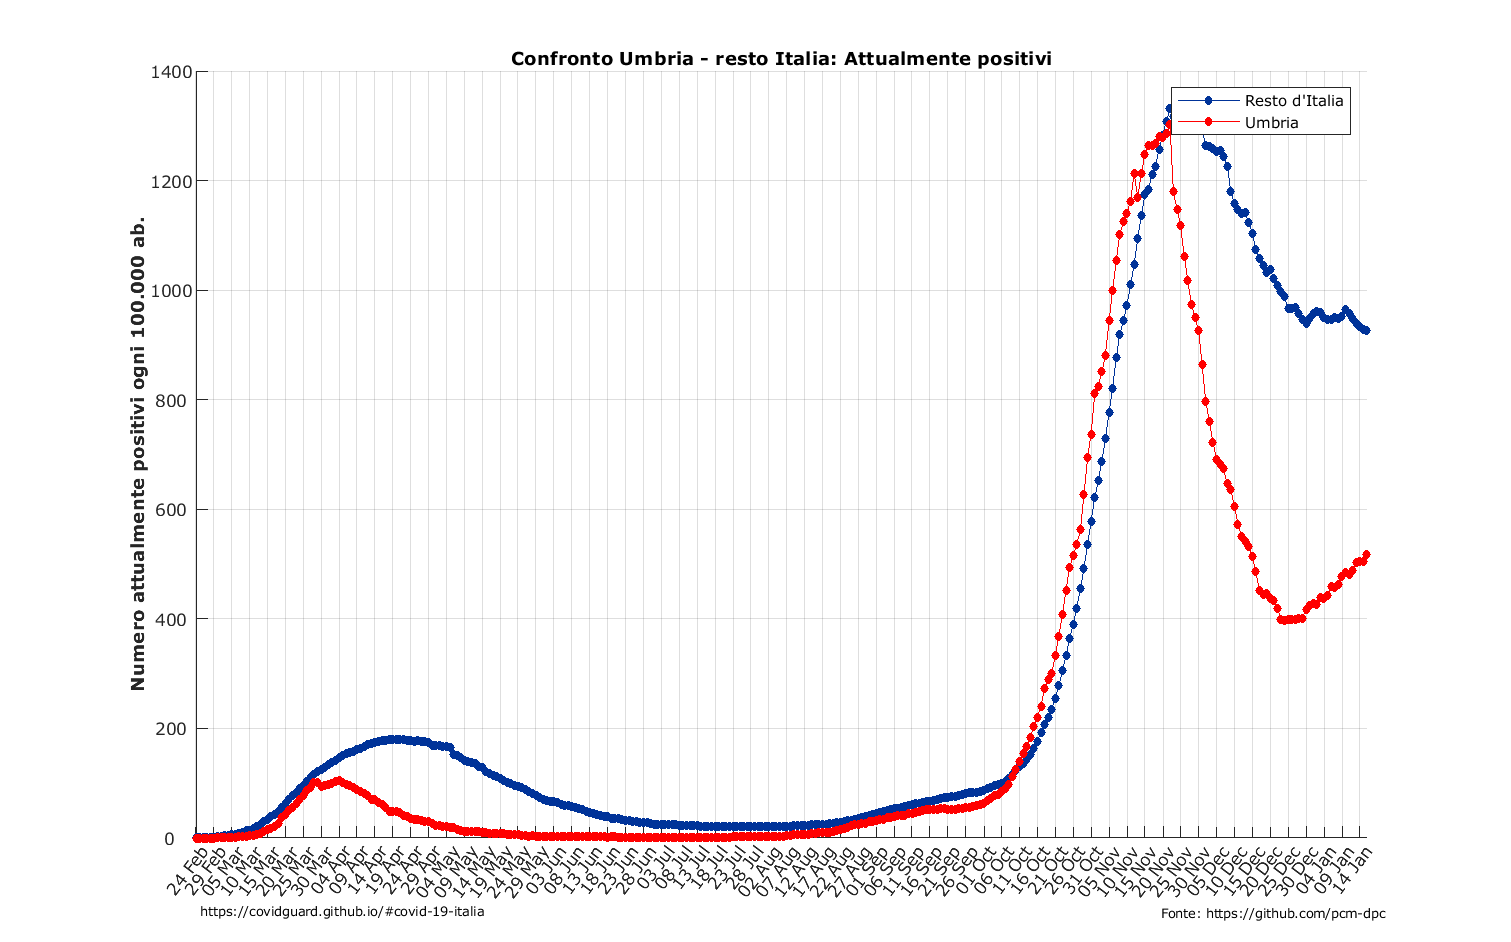 Confronto Umbria - resto Italia: Attualmente positivi
Resto d'Italia
Umbria
Numero attualmente positivi ogni 100.000 ab.
1400
1200
1000
800
600
400
200
0
24 Feb
29 Feb
05 Mar
10 Mar
15 Mar
20 Mar
25 Mar
30 Mar
04 Apr
09 Apr
14 Apr
19 Apr
24 Apr
29 Apr
04 May
09 May
14 May
19 May
24 May
29 May
03 Jun
08 Jun
13 Jun
18 Jun
23 Jun
28 Jun
03 Jul
08 Jul
13 Jul
18 Jul
23 Jul
28 Jul
02 Aug
07 Aug
12 Aug
17 Aug
22 Aug
27 Aug
01 Sep
06 Sep
11 Sep
16 Sep
21 Sep
26 Sep
01 Oct
06 Oct
11 Oct
16 Oct
21 Oct
26 Oct
31 Oct
05 Nov
10 Nov
15 Nov
20 Nov
25 Nov
30 Nov
05 Dec
10 Dec
15 Dec
20 Dec
25 Dec
30 Dec
04 Jan
09 Jan
14 Jan
https://covidguard.github.io/#covid-19-italia
Fonte: https://github.com/pcm-dpc